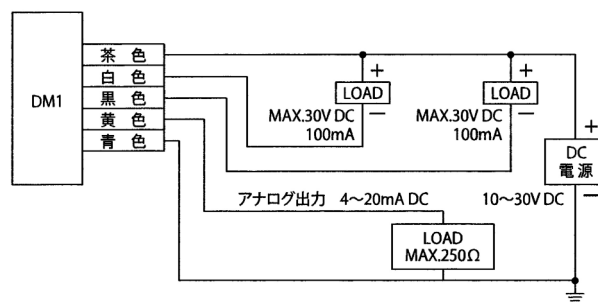 DM1
茶 色
白 色
黒 色
黄 色
青 色
+
LOAD
−
MAX.30V DC
100mA
+
LOAD
−
MAX.30V DC
100mA
+
DC
電 源
−
10〜30V DC
アナログ出力 4〜20mA DC
LOAD
MAX.250Ω